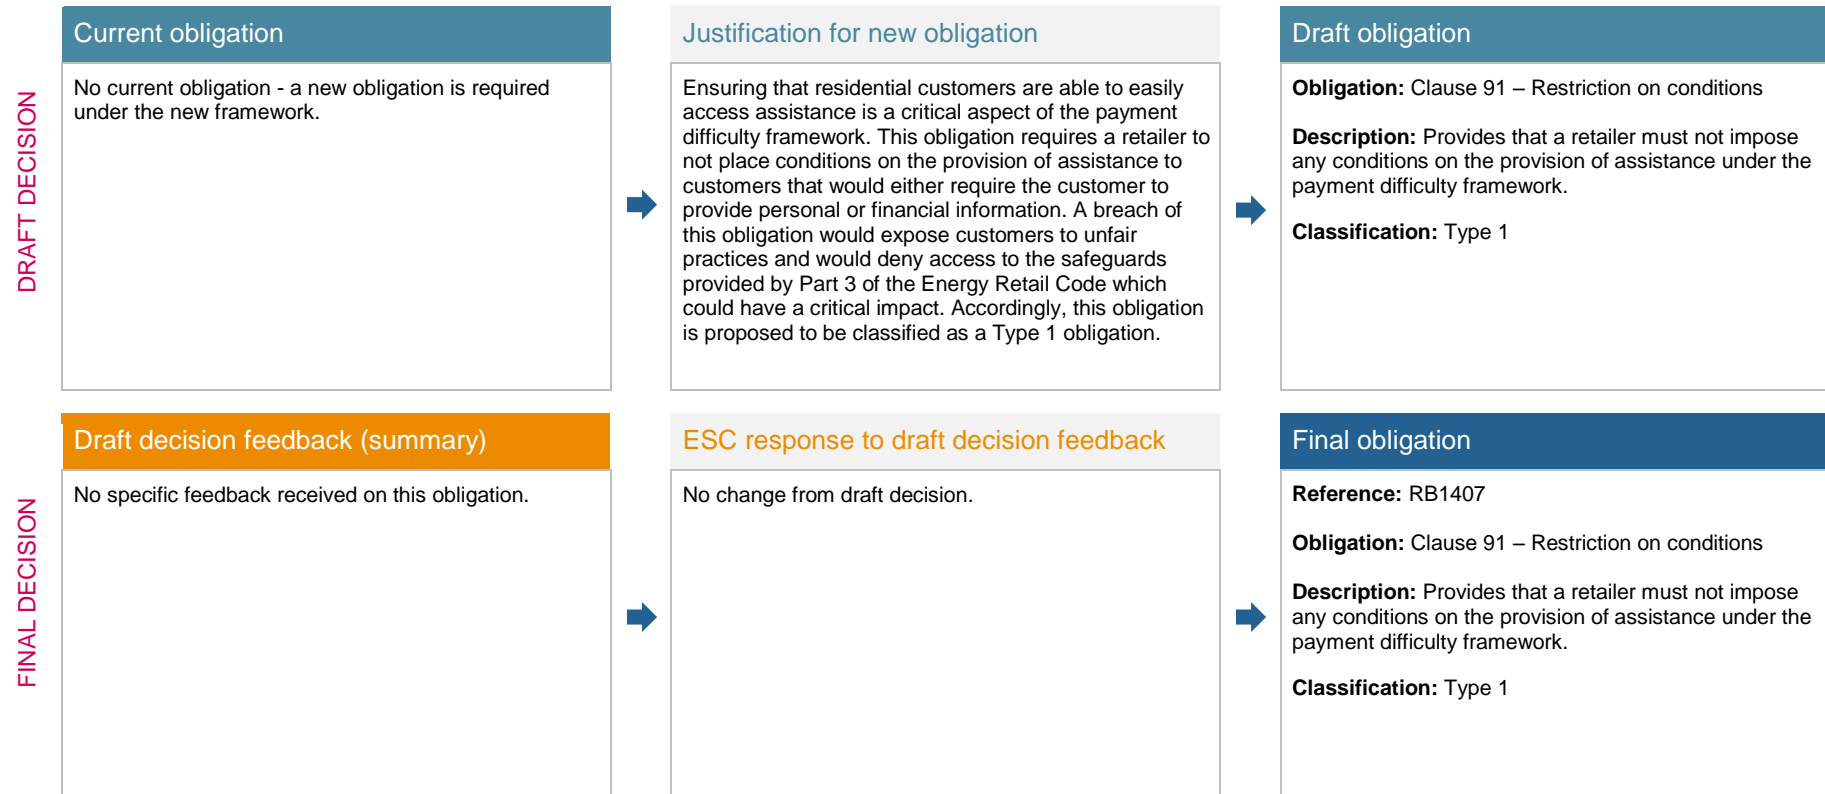 DRAFT DECISION
Current obligation
No current obligation - a new obligation is required
under the new framework.
Justification for new obligation
Ensuring that residential customers are able to easily
access assistance is a critical aspect of the payment
difficulty framework. This obligation requires a retailer to
not place conditions on the provision of assistance to
customers that would either require the customer to
provide personal or financial information. A breach of
this obligation would expose customers to unfair
practices and would deny access to the safeguards
provided by Part 3 of the Energy Retail Code which
could have a critical impact. Accordingly, this obligation
is proposed to be classified as a Type 1 obligation.
Draft obligation
Obligation: Clause 91 – Restriction on conditions
Description: Provides that a retailer must not impose
any conditions on the provision of assistance under the
payment difficulty framework.
Classification: Type 1
FINAL DECISION
Draft decision feedback (summary)
No specific feedback received on this obligation.
ESC response to draft decision feedback
No change from draft decision.
Final obligation
Reference: RB1407
Obligation: Clause 91 – Restriction on conditions
Description: Provides that a retailer must not impose
any conditions on the provision of assistance under the
payment difficulty framework.
Classification: Type 1